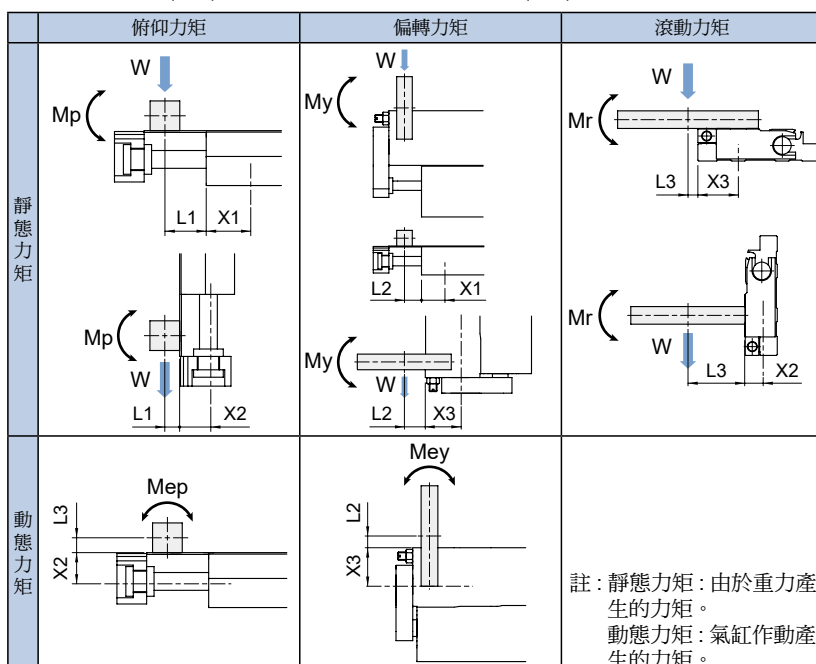 俯仰力矩
偏轉力矩
滾動力矩
靜態力矩
W
Mp
L1 X1
W
My
L2 X1
W
Mr
L3 X3
Mp
W
L1 X2
My
W
L2 X3
Mr
W
L3 X2
動態力矩
Mep
L3
X2
Mey
L2
X3
註 : 靜態力矩 : 由於重力產
生的力矩。
動態力矩 : 氣缸作動產
生的力矩。